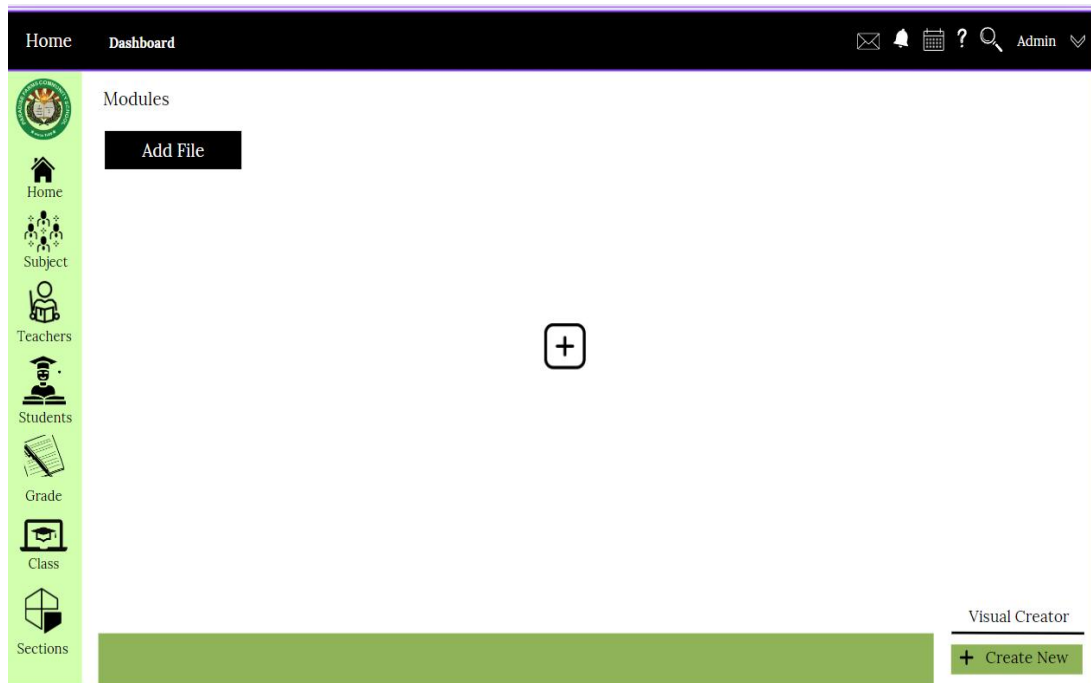 Home
Dashboard
?
Admin
Modules
Add File
Home
Subject
Teachers
Students
Grade
Class
Sections
Visual Creator
+ Create New